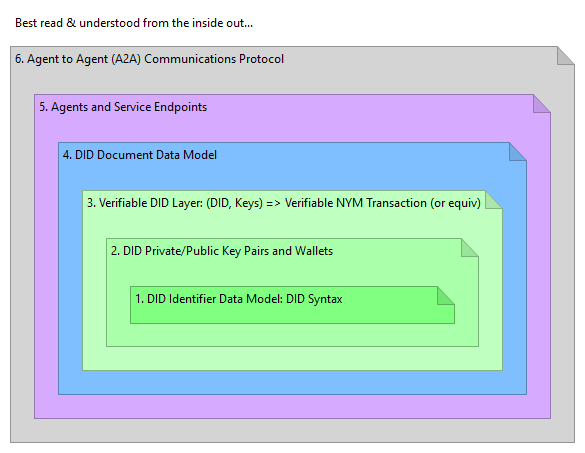 Best read & understood from the inside out...
6. Agent to Agent (A2A) Communications Protocol
5. Agents and Service Endpoints
4. DID Document Data Model
3. Verifiable DID Layer: (DID, Keys) => Verifiable NYM Transaction (or equiv)
2. DID Private/Public Key Pairs and Wallets
1. DID Identifier Data Model: DID Syntax